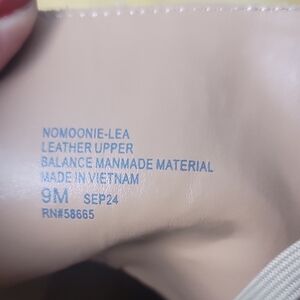 NOMOONIE-LEA
LEATHER UPPER
BALANCE MANMADE MATERIAL
MADE IN VIETNAM
9M SEP24
RN#58665